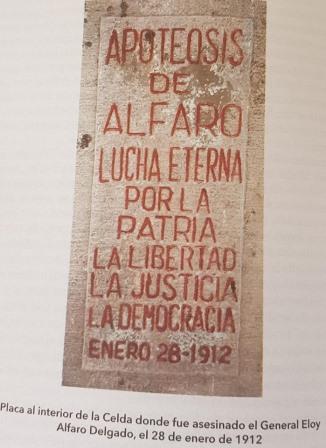 APOTEOSIS
DE
ALFARO
LUCHA ETERNA
POR LA
PATRIA
LA LIBERTAD
LA JUSTICIA
LA DEMOCRACIA
ENERO 28-1912
Placa al interior de la Celda donde fue asesinado el General Eloy
Alfaro Delgado, el 28 de enero de 1912